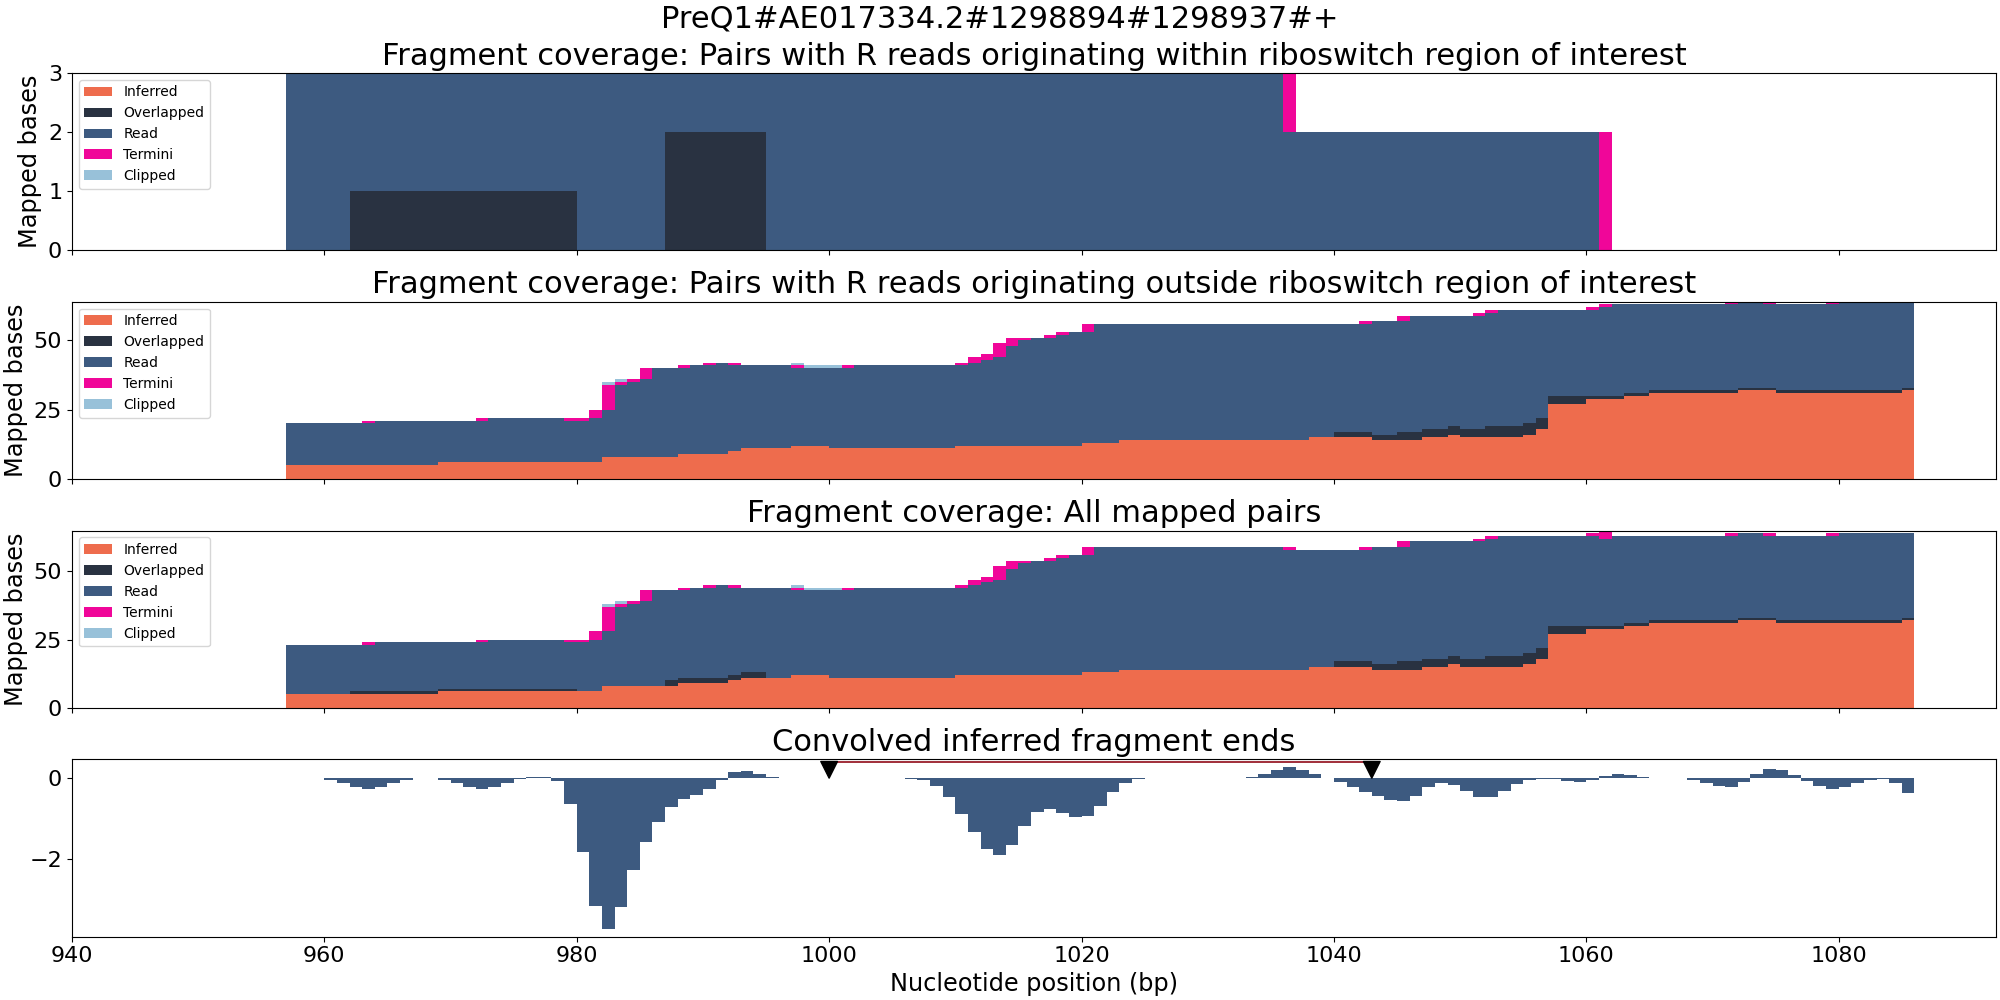 PreQ1#AE017334.2#1298894#1298937#+
Fragment coverage: Pairs with R reads originating within riboswitch region of interest
Mapped bases
3
2
1
0
Inferred
Overlapped
Read
Termini
Clipped
Fragment coverage: Pairs with R reads originating outside riboswitch region of interest
Mapped bases
50
25
0
Inferred
Overlapped
Read
Termini
Clipped
Fragment coverage: All mapped pairs
Mapped bases
50
25
0
Inferred
Overlapped
Read
Termini
Clipped
Convolved inferred fragment ends
0
−2
940 960 980 1000 1020 1040 1060 1080
Nucleotide position (bp)